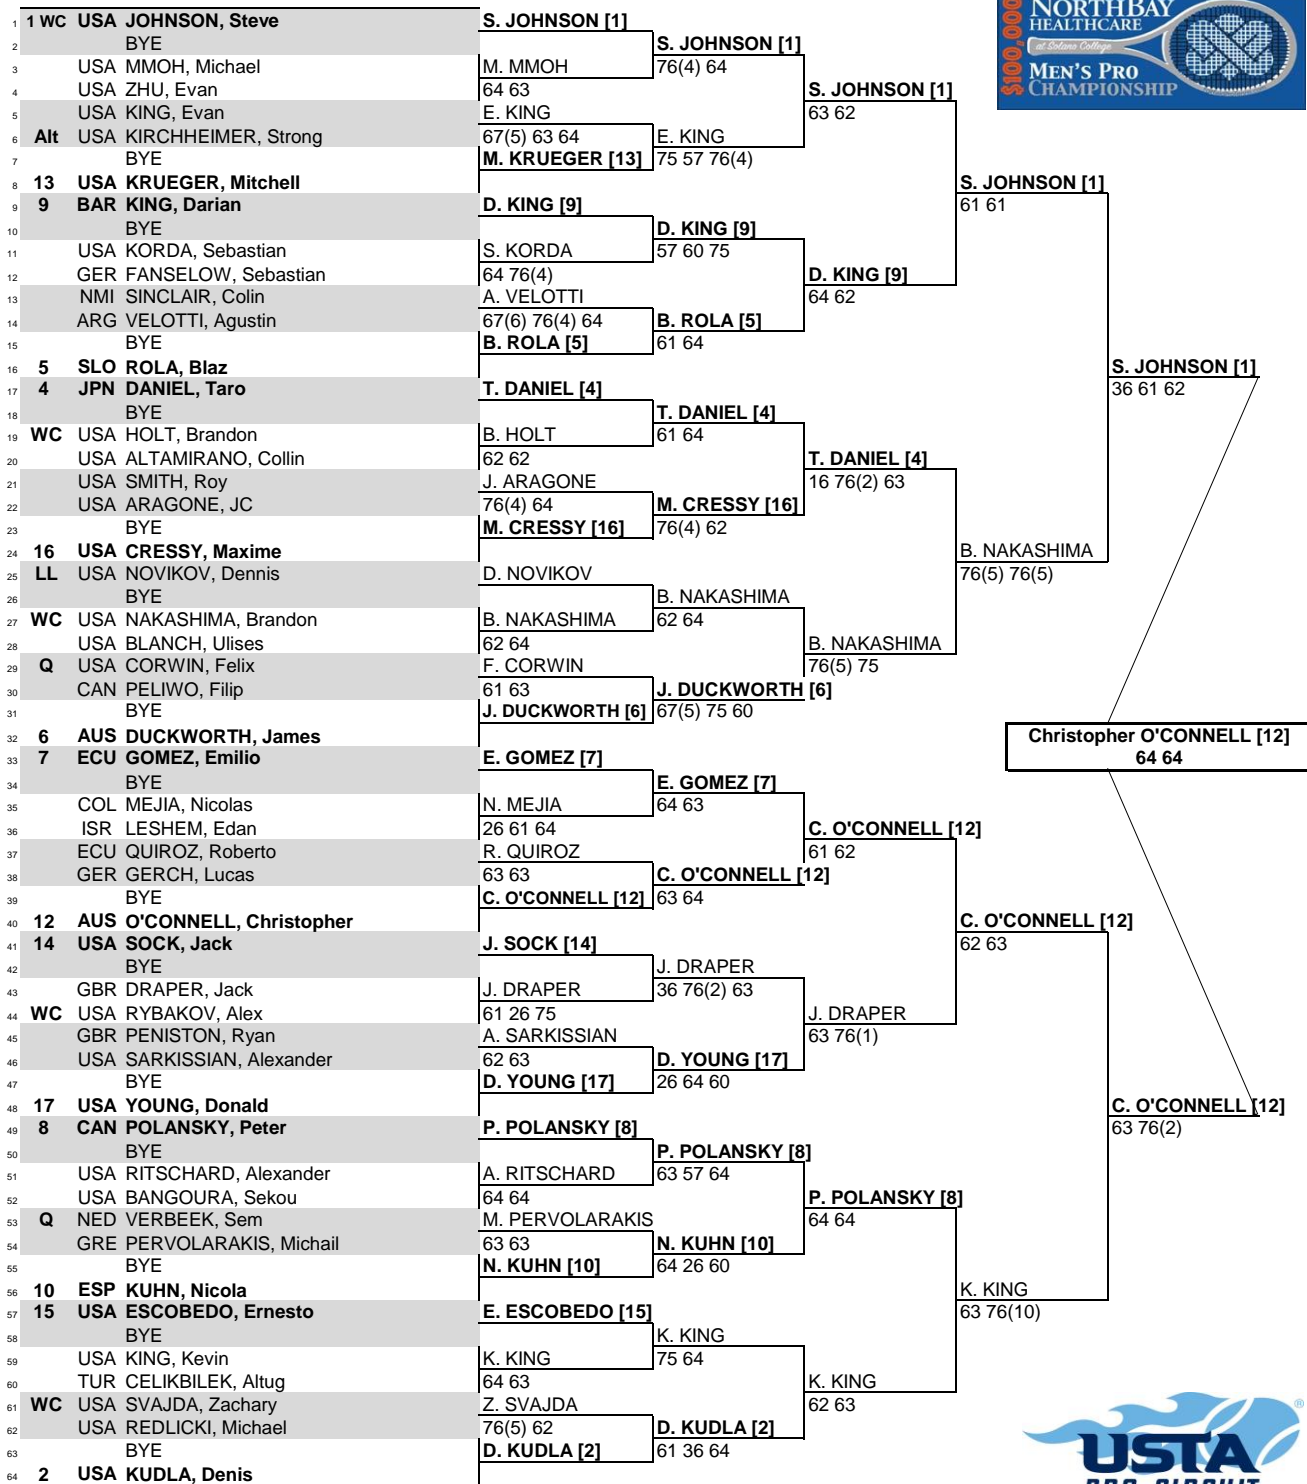 $100,000
NORTHBAY
HEALTHCARE
at Solano College
MEN'S PRO
CHAMPIONSHIP
1 1 WC USA JOHNSON, Steve S. JOHNSON [1]
2 BYE S. JOHNSON [1]
3 USA MMOH, Michael M. MMOH 76(4) 64
4 USA ZHU, Evan 64 63 S. JOHNSON [1]
5 USA KING, Evan E. KING 63 62
6 Alt USA KIRCHHEIMER, Strong 67(5) 63 64 E. KING
7 BYE M. KRUEGER [13] 75 57 76(4)
8 13 USA KRUEGER, Mitchell S. JOHNSON [1]
9 9 BAR KING, Darian D. KING [9] 61 61
10 BYE D. KING [9]
11 USA KORDA, Sebastian S. KORDA 57 60 75
12 GER FANSELOW, Sebastian 64 76(4) D. KING [9]
13 NMI SINCLAIR, Colin A. VELOTTI 64 62
14 ARG VELOTTI, Agustin 67(6) 76(4) 64 B. ROLA [5]
15 BYE B. ROLA [5] 61 64
16 5 SLO ROLA, Blaz S. JOHNSON [1]
17 4 JPN DANIEL, Taro T. DANIEL [4] 36 61 62
18 BYE T. DANIEL [4]
19 WC USA HOLT, Brandon B. HOLT 61 64
20 USA ALTAMIRANO, Collin 62 62 T. DANIEL [4]
21 USA SMITH, Roy J. ARAGONE 16 76(2) 63
22 USA ARAGONE, JC 76(4) 64 M. CRESSY [16]
23 BYE M. CRESSY [16] 76(4) 62
24 16 USA CRESSY, Maxime B. NAKASHIMA
25 LL USA NOVIKOV, Dennis D. NOVIKOV 76(5) 76(5)
26 BYE B. NAKASHIMA
27 WC USA NAKASHIMA, Brandon B. NAKASHIMA 62 64
28 USA BLANCH, Ulises 62 64 B. NAKASHIMA
29 Q USA CORWIN, Felix F. CORWIN 76(5) 75
30 CAN PELIWO, Filip 61 63 J. DUCKWORTH [6]
31 BYE J. DUCKWORTH [6] 67(5) 75 60
32 6 AUS DUCKWORTH, James Christopher O'CONNELL [12]
33 7 ECU GOMEZ, Emilio E. GOMEZ [7] 64 64
34 BYE E. GOMEZ [7]
35 COL MEJIA, Nicolas N. MEJIA 64 63
36 ISR LESHEM, Edan 26 61 64 C. O'CONNELL [12]
37 ECU QUIROZ, Roberto R. QUIROZ 61 62
38 GER GERCH, Lucas 63 63 C. O'CONNELL [12]
39 BYE C. O'CONNELL [12] 63 64
40 12 AUS O'CONNELL, Christopher C. O'CONNELL [12]
41 14 USA SOCK, Jack J. SOCK [14] 62 63
42 BYE J. DRAPER
43 GBR DRAPER, Jack J. DRAPER 36 76(2) 63
44 WC USA RYBAKOV, Alex 61 26 75 J. DRAPER
45 GBR PENISTON, Ryan A. SARKISSIAN 63 76(1)
46 USA SARKISSIAN, Alexander 62 63 D. YOUNG [17]
47 BYE D. YOUNG [17] 26 64 60
48 17 USA YOUNG, Donald C. O'CONNELL [12]
49 8 CAN POLANSKY, Peter P. POLANSKY [8] 63 76(2)
50 BYE P. POLANSKY [8]
51 USA RITSCHARD, Alexander A. RITSCHARD 63 57 64
52 USA BANGOURA, Sekou 64 64 P. POLANSKY [8]
53 Q NED VERBEEK, Sem M. PERVOLARAKIS 64 64
54 GRE PERVOLARAKIS, Michail 63 63 N. KUHN [10]
55 BYE N. KUHN [10] 64 26 60
56 10 ESP KUHN, Nicola K. KING
57 15 USA ESCOBEDO, Ernesto E. ESCOBEDO [15] 63 76(10)
58 BYE K. KING
59 USA KING, Kevin K. KING 75 64
60 TUR CELIKBILEK, Altug 64 63 K. KING
61 WC USA SVAJDA, Zachary Z. SVAJDA 62 63
62 USA REDLICKI, Michael 76(5) 62 D. KUDLA [2]
63 BYE D. KUDLA [2] 61 36 64
64 2 USA KUDLA, Denis
USTA
PRO CIRCUIT